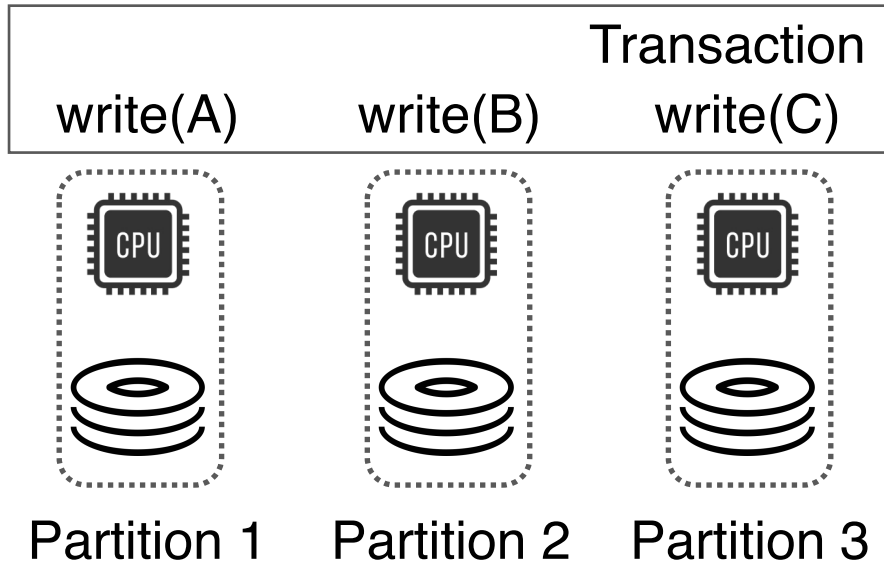 Transaction
write(A) write(B) write(C)
CPU CPU CPU
Partition 1 Partition 2 Partition 3